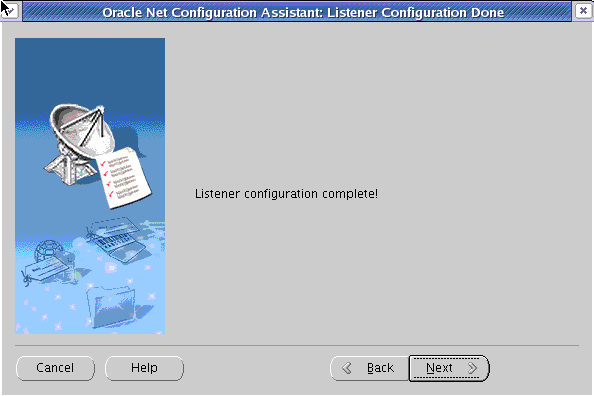 Oracle Net Configuration Assistant: Listener Configuration Done
Listener configuration complete!
Cancel
Help
Back
Next